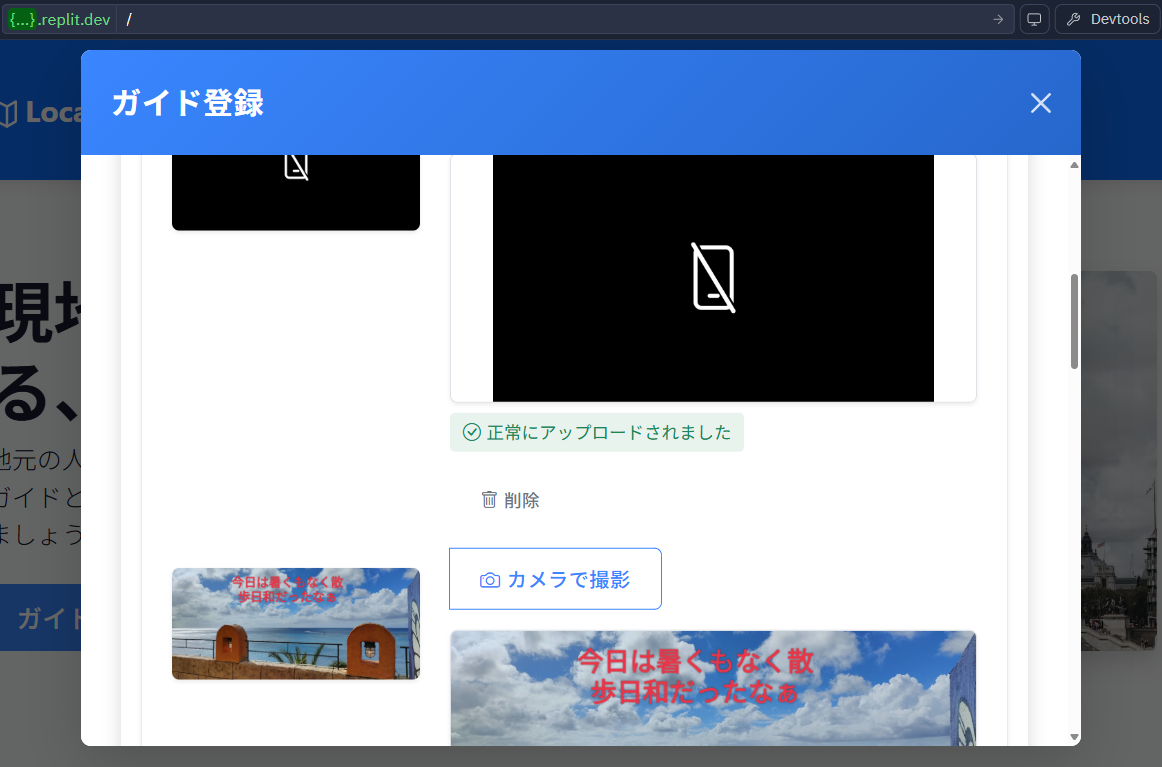 {...}.replit.dev /
Devtools
ガイド登録
Loca
現地
る、
地元の人
ガイドと
ましょう
ガイド
正常にアップロードされました
削除
カメラで撮影
今日は暑くもなく散
歩日和だったなぁ
今日は暑くもなく散
歩日和だったなぁ